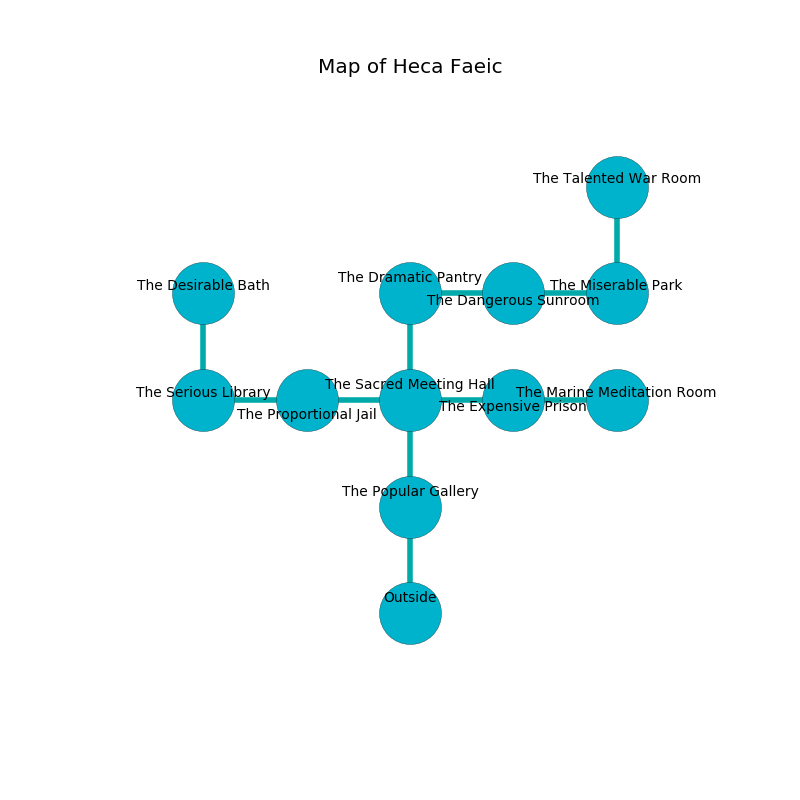 Map of Heca Faeic
The Talented War Room
The Dramatic Pantry
The Desirable Bath
The Miserable Park
The Dangerous Sunroom
The Sacred Meeting Hall
The Serious Library
The Marine Meditation Room
The Expensive Prison
The Proportional Jail
The Popular Gallery
Outside